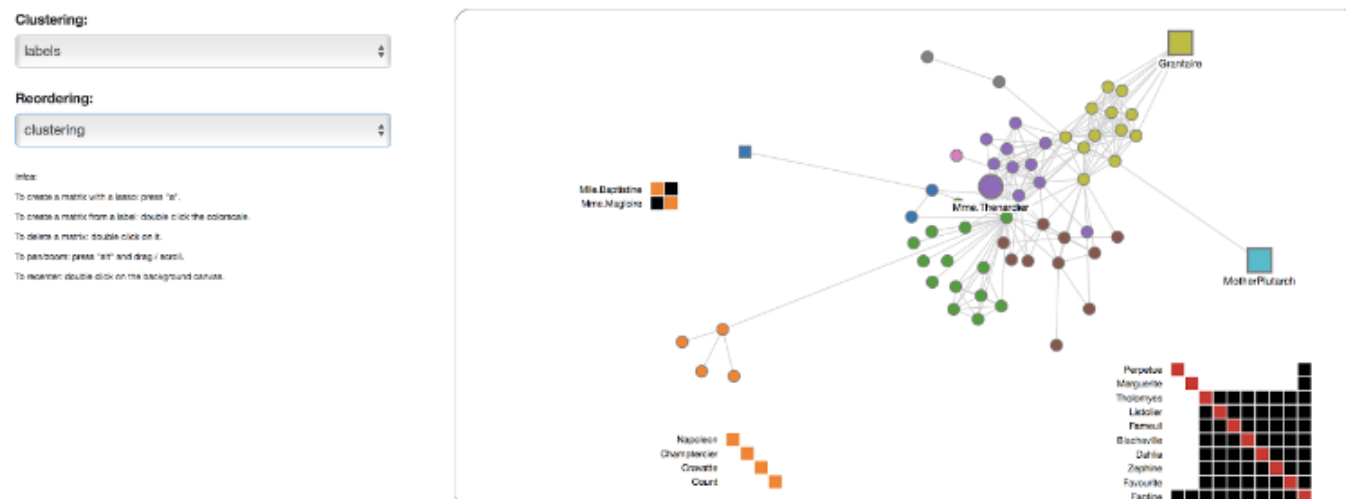 Clustering:
labels
Reordering:
clustering
Infos:
To create a matrix with a lasso: press "a".
To create a matrix from a label: double click the colorscale.
To delete a matrix: double click on it.
To pan/zoom: press "alt" and drag / scroll.
To recenter: double click on the background canvas.
Grantaire
Mlle.Baptistine
Mme.Magloire
Mme.Thenardier
MotherPlutarch
Perpetue
Marguerite
Tholomyes
Listolier
Fameuil
Blacheville
Dahlia
Zephine
Favourite
Fantine
Napoleon
Champtercier
Cravatte
Count